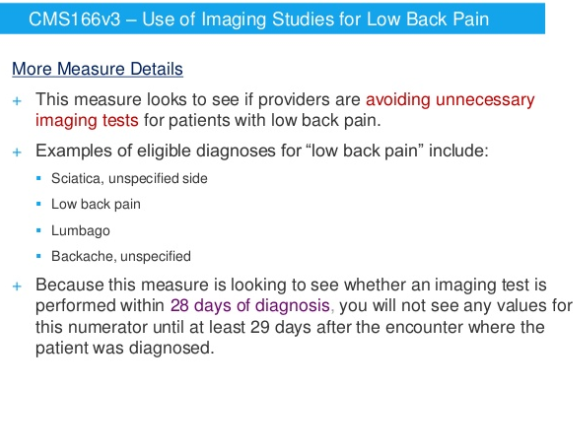 CMS166v3 – Use of Imaging Studies for Low Back Pain
More Measure Details
+ This measure looks to see if providers are avoiding unnecessary
imaging tests for patients with low back pain.
+ Examples of eligible diagnoses for “low back pain” include:
▪ Sciatica, unspecified side
▪ Low back pain
▪ Lumbago
▪ Backache, unspecified
+ Because this measure is looking to see whether an imaging test is
performed within 28 days of diagnosis, you will not see any values for
this numerator until at least 29 days after the encounter where the
patient was diagnosed.